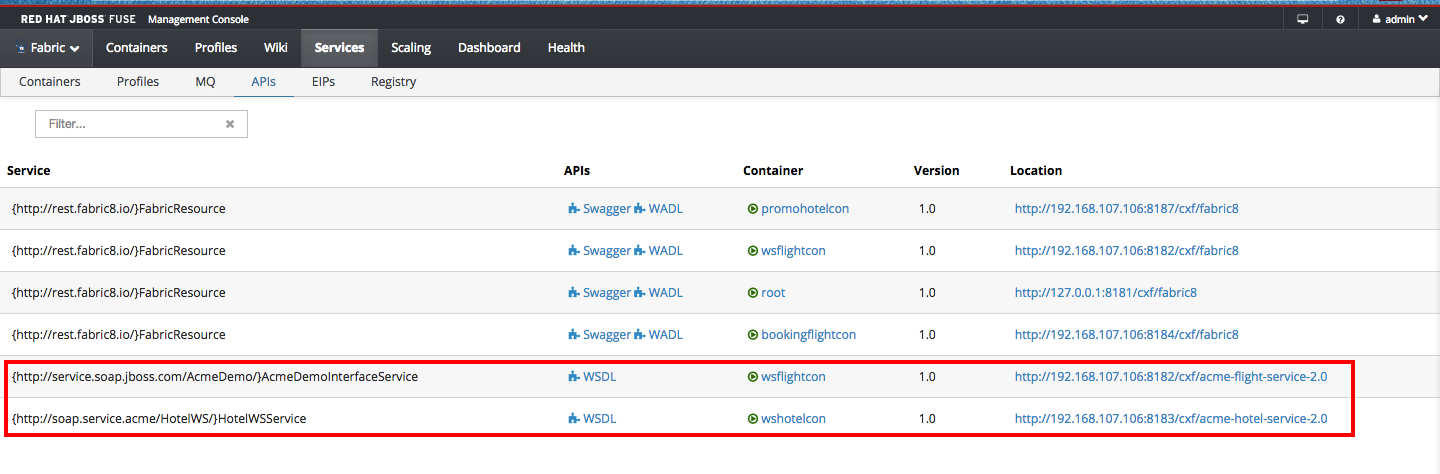 RED HAT JBOSS FUSE Management Console admin
Fabric Containers Profiles Wiki Services Scaling Dashboard Health
Containers Profiles MQ APIs EIPs Registry
Filter...
Service APIs Container Version Location
{http://rest.fabric8.io/}FabricResource Swagger WADL promohotelcon 1.0 http://192.168.107.106:8187/cxf/fabric8
{http://rest.fabric8.io/}FabricResource Swagger WADL wsflightcon 1.0 http://192.168.107.106:8182/cxf/fabric8
{http://rest.fabric8.io/}FabricResource Swagger WADL root 1.0 http://127.0.0.1:8181/cxf/fabric8
{http://rest.fabric8.io/}FabricResource Swagger WADL bookingflightcon 1.0 http://192.168.107.106:8184/cxf/fabric8
{http://service.soap.jboss.com/AcmeDemo/}AcmeDemoInterfaceService WSDL wsflightcon 1.0 http://192.168.107.106:8182/cxf/acme-flight-service-2.0
{http://soap.service.acme/HotelWS/}HotelWSService WSDL wshotelcon 1.0 http://192.168.107.106:8183/cxf/acme-hotel-service-2.0